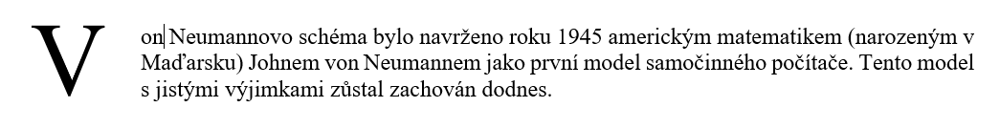 Von Neumannovo schéma bylo navrženo roku 1945 americkým matematikem (narozeným v
Maďarsku) Johnem von Neumannem jako první model samočinného počítače. Tento model
s jistými výjimkami zůstal zachován dodnes.